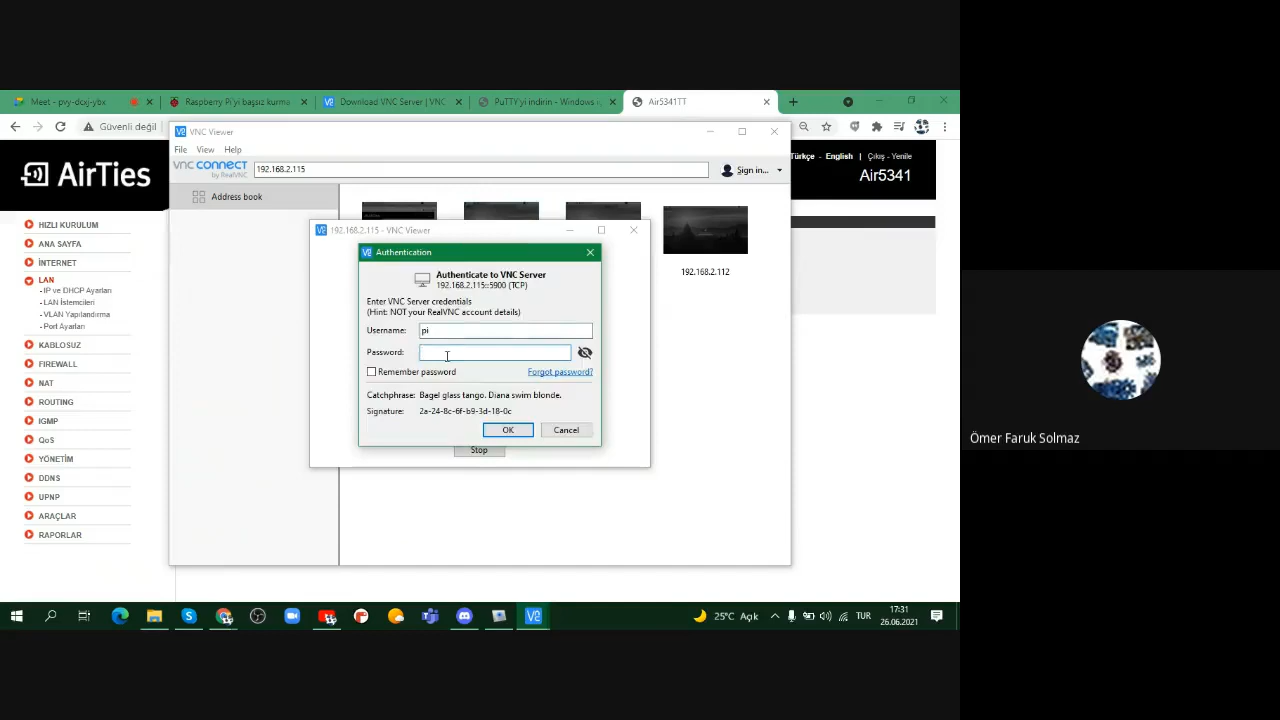 Meet - pvy-dcxj-ybx
Raspberry Pi'yi başsız kurma
Download VNC Server | VNC
PuTTY'yi indirin - Windows
Air5341TT
Güvenli değil
VNC Viewer
File View Help
vnc connect
by RealVNC
192.168.2.115
Sign in...
Address book
192.168.2.112
192.168.2.115 - VNC Viewer
Authentication
Authenticate to VNC Server
192.168.2.115::5900 (TCP)
Enter VNC Server credentials
(Hint: NOT your RealVNC account details)
Username: pi
Password:
Remember password
Forgot password?
Catchphrase: Bagel glass tango. Diana swim blonde.
Signature: 2a-24-8c-6f-b9-3d-18-0c
OK
Cancel
Stop
AirTies
Türkçe - English | Çıkış - Yenile
Air5341
HIZLI KURULUM
ANA SAYFA
İNTERNET
LAN
- IP ve DHCP Ayarları
- LAN İstemcileri
- VLAN Yapılandırma
- Port Ayarları
KABLOSUZ
FIREWALL
NAT
ROUTING
IGMP
QoS
YÖNETİM
DDNS
UPNP
ARAÇLAR
RAPORLAR
25°C Açık
TUR
17:31
26.06.2021
Ömer Faruk Solmaz